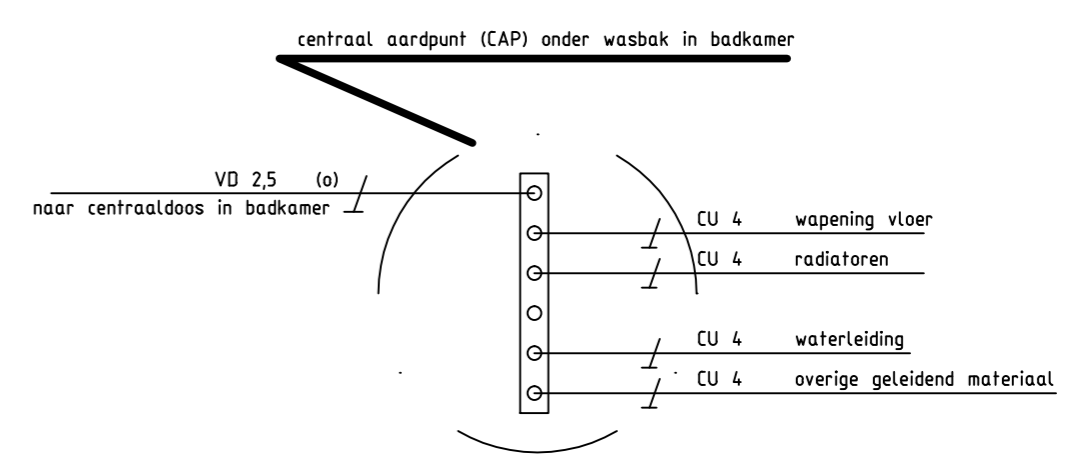 centraal aardpunt (CAP) onder wasbak in badkamer
VD 2,5 (o)
naar centraaldoos in badkamer
CU 4 wapening vloer
CU 4 radiatoren
CU 4 waterleiding
CU 4 overige geleidend materiaal